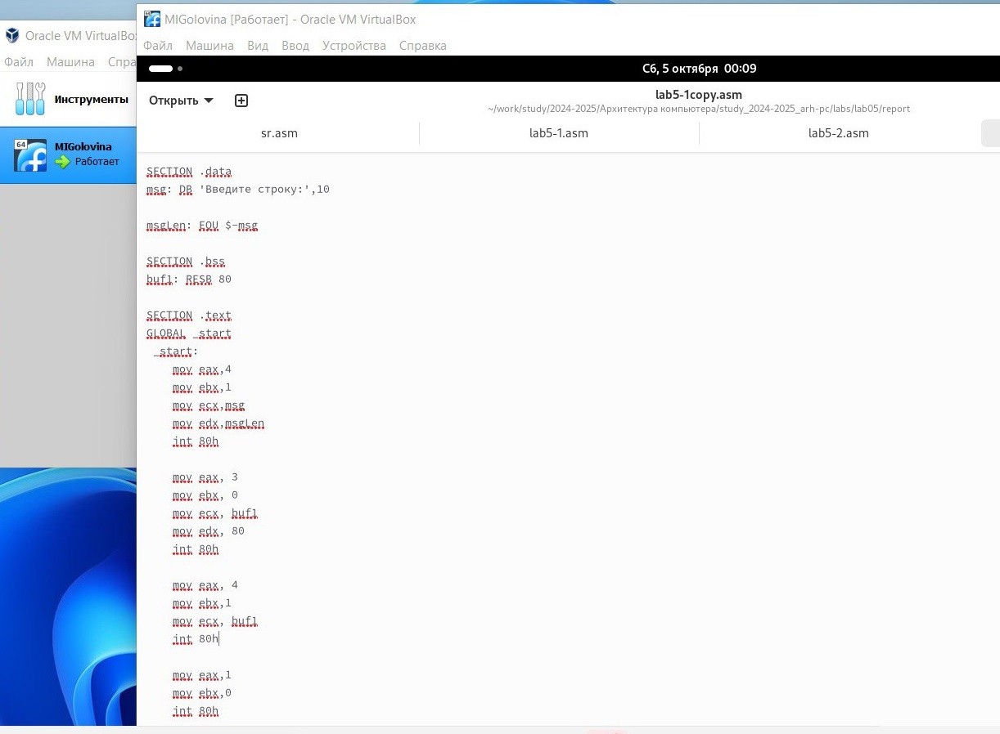 MIGolovina [Работает] - Oracle VM VirtualBox
Oracle VM VirtualBo
Файл Машина Вид Ввод Устройства Справка
Файл Машина Спра
Сб, 5 октября 00:09
Инструменты
Открыть
lab5-1copy.asm
~/work/study/2024-2025/Архитектура компьютера/study_2024-2025_arh-pc/labs/lab05/report
sr.asm
lab5-1.asm
lab5-2.asm
64
MIGolovina
Работает
SECTION .data
msg: DB 'Введите строку:',10
msgLen: EQU $-msg
SECTION .bss
buf1: RESB 80
SECTION .text
GLOBAL _start
_start:
mov eax,4
mov ebx,1
mov ecx,msg
mov edx,msgLen
int 80h
mov eax, 3
mov ebx, 0
mov ecx, buf1
mov edx, 80
int 80h
mov eax, 4
mov ebx,1
mov ecx, buf1
int 80h
mov eax,1
mov ebx,0
int 80h